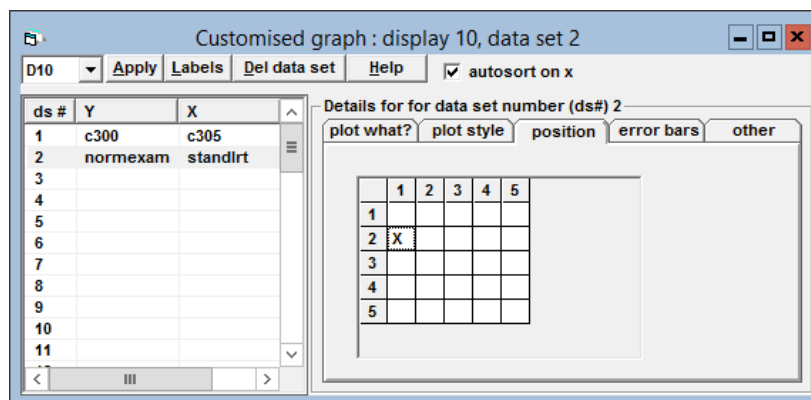 Customised graph : display 10, data set 2
D10 Apply Labels Del data set Help autosort on x
ds # Y X
1 c300 c305
2 normexam standlrt
3
4
5
6
7
8
9
10
11
Details for for data set number (ds#) 2
plot what? plot style position error bars other
1 2 3 4 5
1
2 X
3
4
5